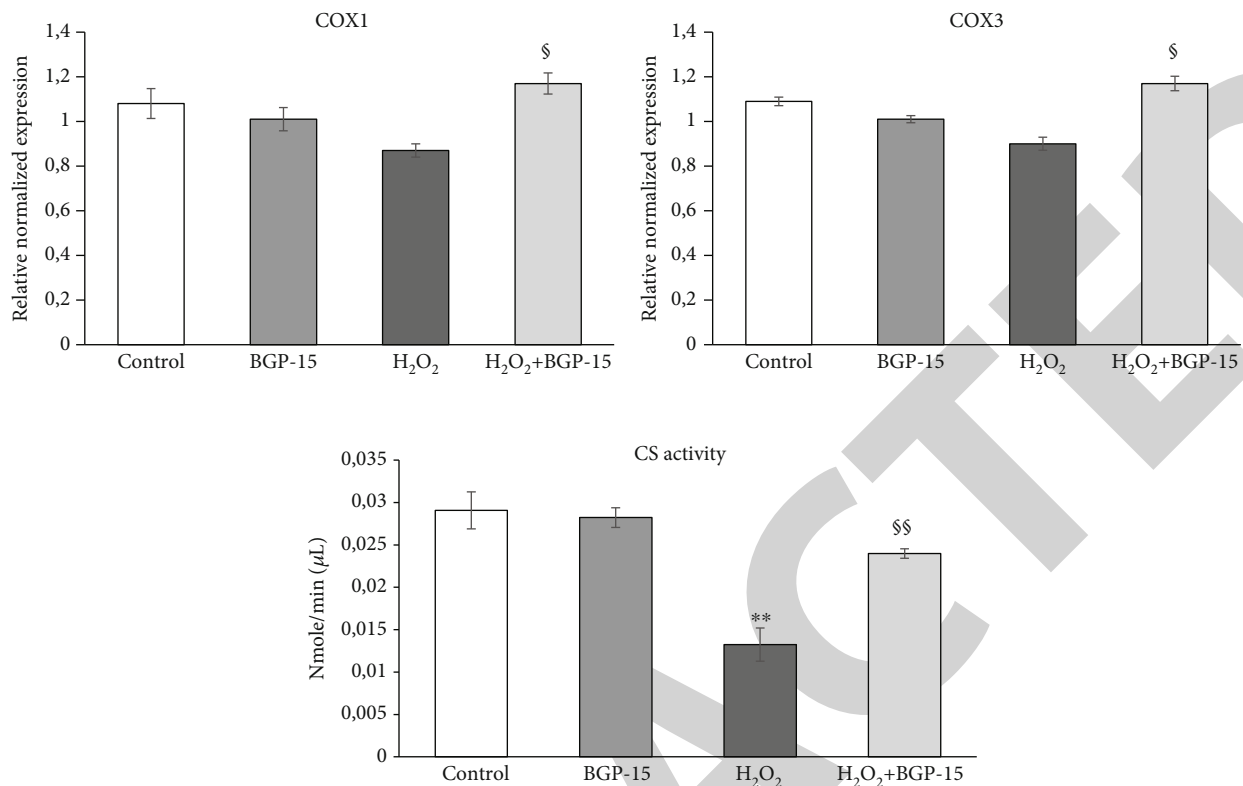 COX1
Relative normalized expression
1,4
1,2
1
0,8
0,6
0,4
0,2
0
§
Control BGP-15 H₂O₂ H₂O₂+BGP-15
COX3
Relative normalized expression
1,4
1,2
1
0,8
0,6
0,4
0,2
0
§
Control BGP-15 H₂O₂ H₂O₂+BGP-15
CS activity
Nmole/min (μL)
0,035
0,03
0,025
0,02
0,015
0,01
0,005
0
**
§§
Control BGP-15 H₂O₂ H₂O₂+BGP-15
ACTE